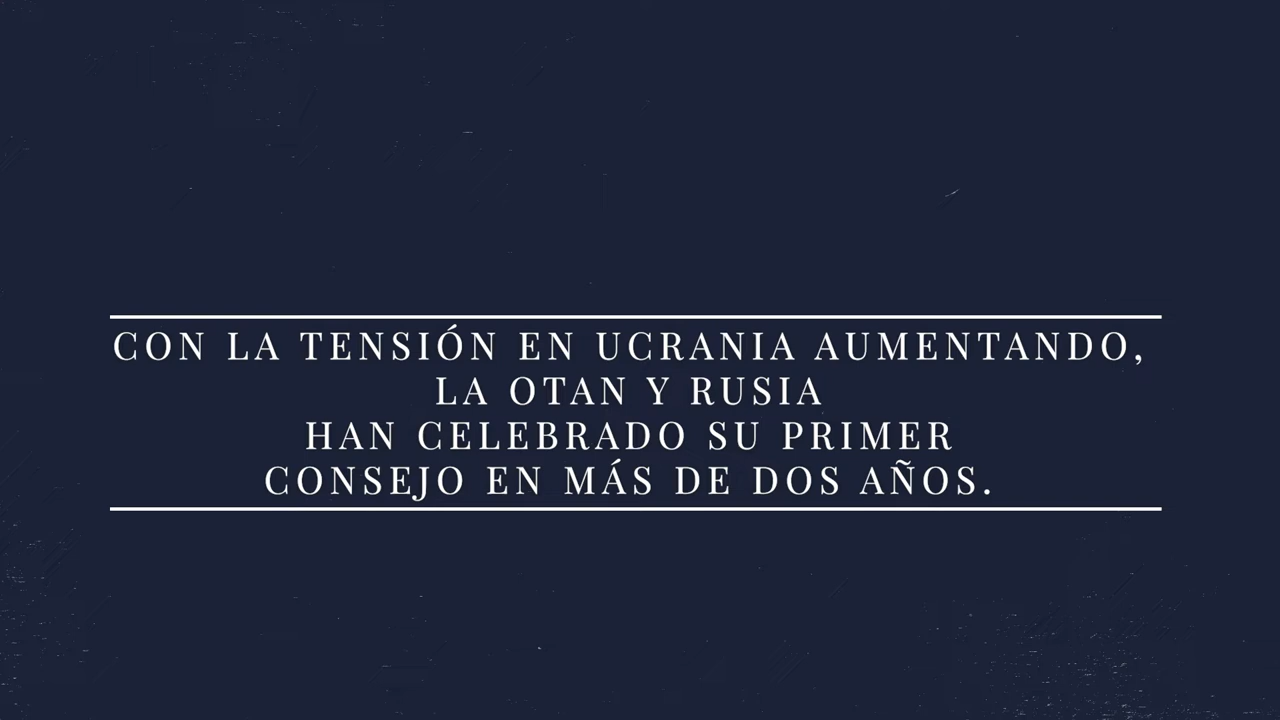 CON LA TENSIÓN EN UCRANIA AUMENTANDO,
LA OTAN Y RUSIA
HAN CELEBRADO SU PRIMER
CONSEJO EN MÁS DE DOS AÑOS.